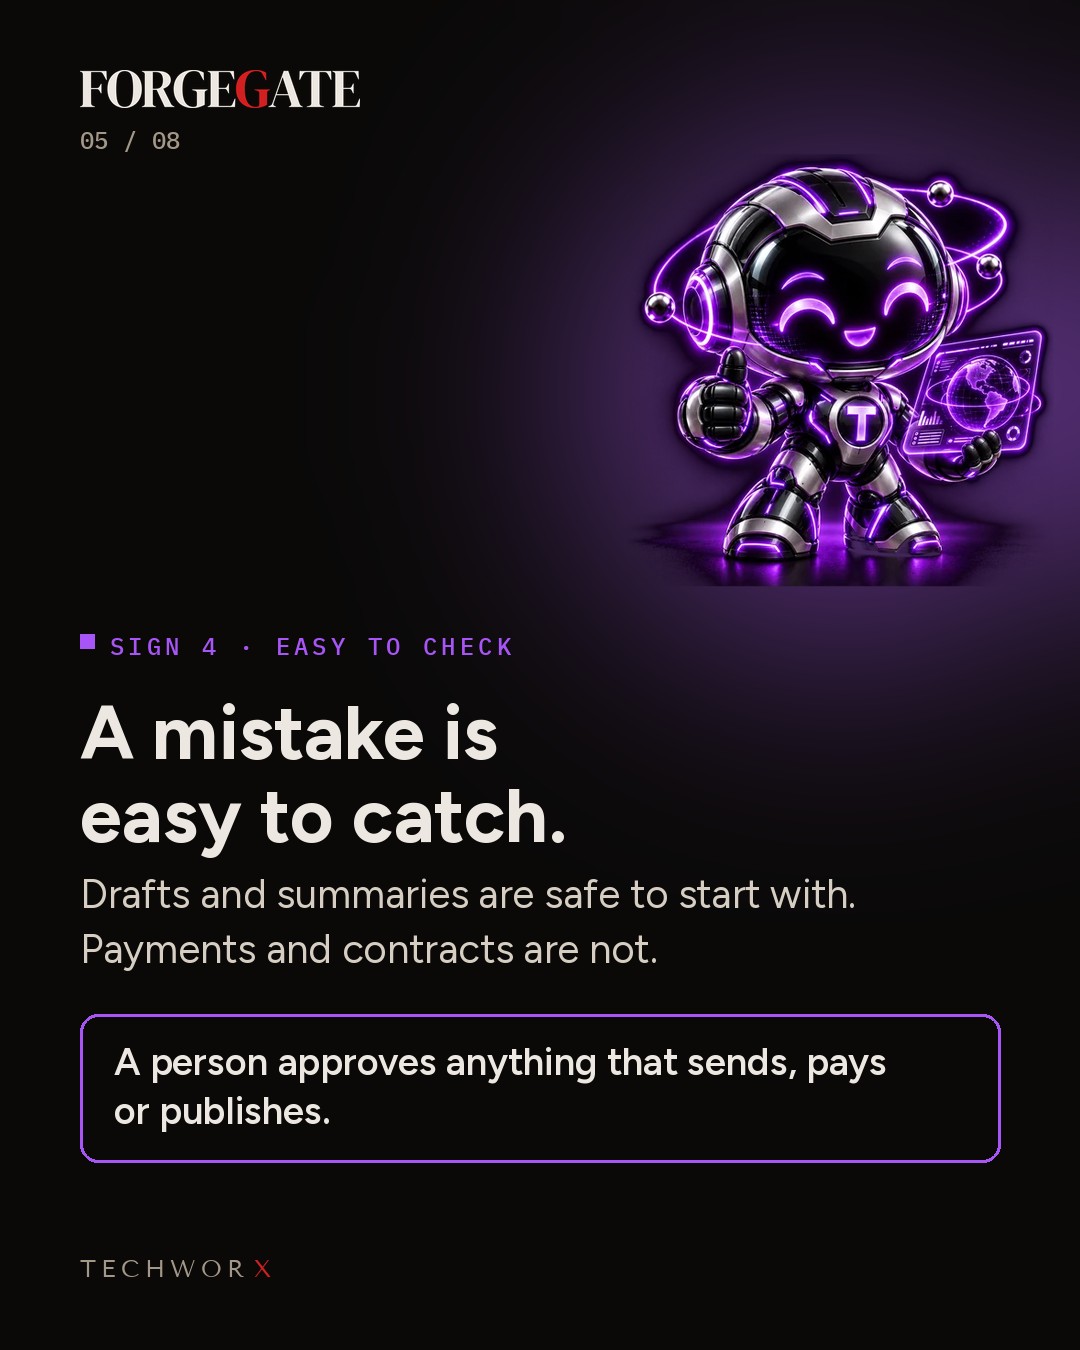 FORGEGATE
05 / 08
T
SIGN 4 · EASY TO CHECK
A mistake is
easy to catch.
Drafts and summaries are safe to start with.
Payments and contracts are not.
A person approves anything that sends, pays
or publishes.
TECHWORX